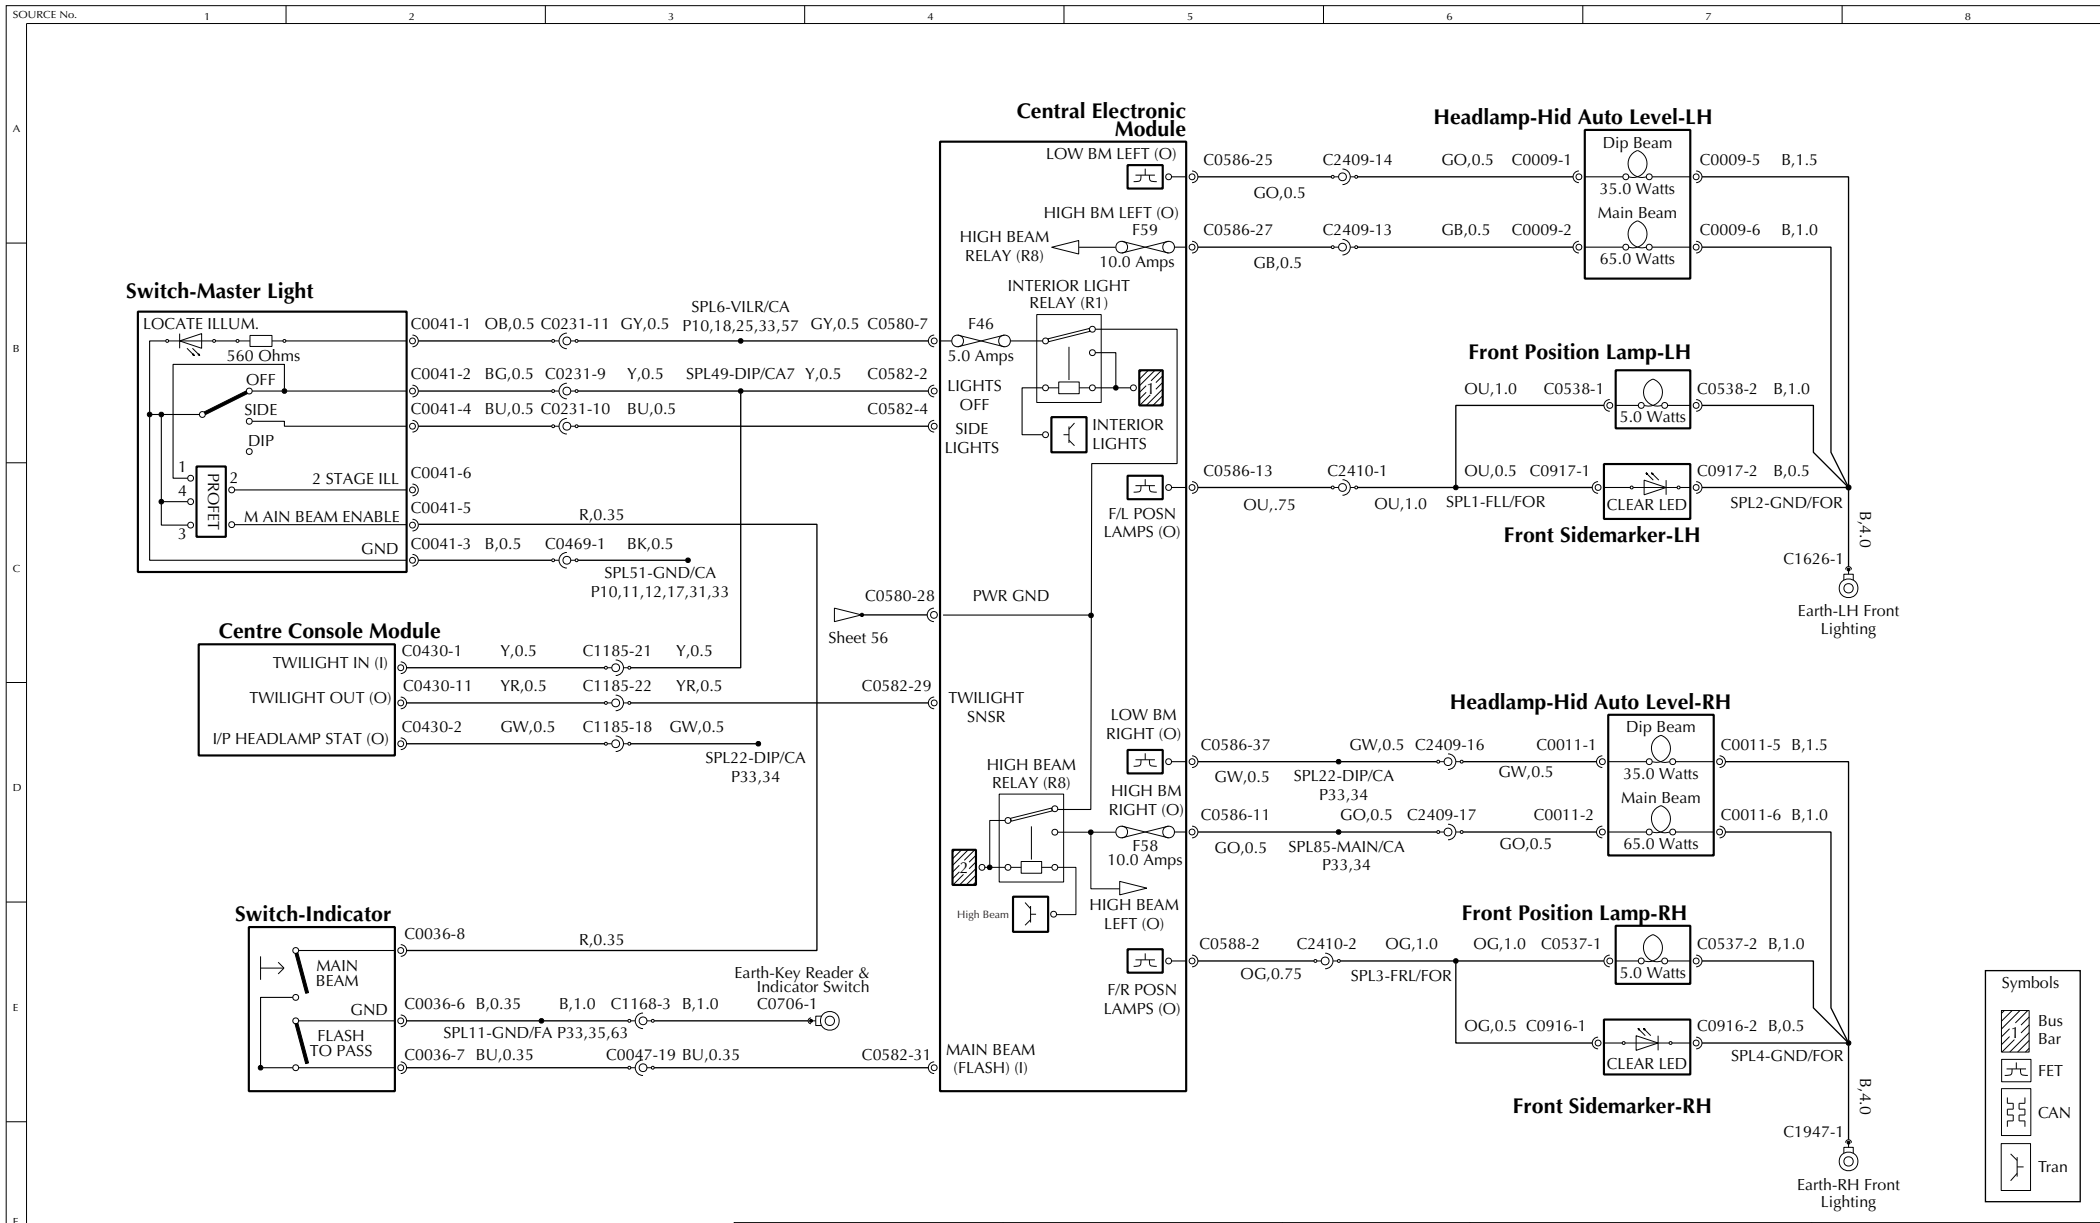 SOURCE No. 1 2 3 4 5 6 7 8
A
B
C
D
E
F
Switch-Master Light
LOCATE ILLUM.
560 Ohms
OFF
SIDE
DIP
1
4
3
2
PROFET
2 STAGE ILL
M AIN BEAM ENABLE
GND
C0041-1 OB,0.5 C0231-11 GY,0.5
SPL6-VILR/CA
P10,18,25,33,57 GY,0.5 C0580-7
C0041-2 BG,0.5 C0231-9 Y,0.5 SPL49-DIP/CA7 Y,0.5 C0582-2
C0041-4 BU,0.5 C0231-10 BU,0.5 C0582-4
C0041-6
C0041-5
R,0.35
C0041-3 B,0.5 C0469-1 BK,0.5
SPL51-GND/CA
P10,11,12,17,31,33
C0580-28
Sheet 56
Centre Console Module
TWILIGHT IN (I)
TWILIGHT OUT (O)
I/P HEADLAMP STAT (O)
C0430-1 Y,0.5 C1185-21 Y,0.5
C0430-11 YR,0.5 C1185-22 YR,0.5 C0582-29
C0430-2 GW,0.5 C1185-18 GW,0.5
SPL22-DIP/CA
P33,34
Switch-Indicator
MAIN
BEAM
GND
FLASH
TO PASS
C0036-8
R,0.35
Earth-Key Reader &
Indicator Switch
C0706-1
C0036-6 B,0.35 B,1.0 C1168-3 B,1.0
SPL11-GND/FA P33,35,63
C0036-7 BU,0.35 C0047-19 BU,0.35 C0582-31
Central Electronic
Module
LOW BM LEFT (O)
HIGH BM LEFT (O)
F59
10.0 Amps
HIGH BEAM
RELAY (R8)
INTERIOR LIGHT
RELAY (R1)
F46
5.0 Amps
LIGHTS
OFF
SIDE
LIGHTS
1
INTERIOR
LIGHTS
F/L POSN
LAMPS (O)
PWR GND
TWILIGHT
SNSR
LOW BM
RIGHT (O)
HIGH BEAM
RELAY (R8)
HIGH BM
RIGHT (O)
F58
10.0 Amps
2
High Beam
HIGH BEAM
LEFT (O)
F/R POSN
LAMPS (O)
MAIN BEAM
(FLASH) (I)
Headlamp-Hid Auto Level-LH
C0586-25 C2409-14 GO,0.5 C0009-1
GO,0.5
Dip Beam
35.0 Watts
C0009-5 B,1.5
C0586-27 C2409-13 GB,0.5 C0009-2
GB,0.5
Main Beam
65.0 Watts
C0009-6 B,1.0
Front Position Lamp-LH
OU,1.0 C0538-1
5.0 Watts
C0538-2 B,1.0
C0586-13 C2410-1 OU,0.5 C0917-1
OU,.75 OU,1.0 SPL1-FLL/FOR
CLEAR LED
C0917-2 B,0.5
SPL2-GND/FOR
Front Sidemarker-LH
B,4.0
C1626-1
Earth-LH Front
Lighting
Headlamp-Hid Auto Level-RH
C0586-37 GW,0.5 C2409-16 C0011-1
GW,0.5 SPL22-DIP/CA GW,0.5
P33,34
Dip Beam
35.0 Watts
C0011-5 B,1.5
C0586-11 GO,0.5 C2409-17 C0011-2
GO,0.5 SPL85-MAIN/CA GO,0.5
P33,34
Main Beam
65.0 Watts
C0011-6 B,1.0
Front Position Lamp-RH
C0588-2 C2410-2 OG,1.0 OG,1.0 C0537-1
OG,0.75 SPL3-FRL/FOR
5.0 Watts
C0537-2 B,1.0
OG,0.5 C0916-1
CLEAR LED
C0916-2 B,0.5
SPL4-GND/FOR
Front Sidemarker-RH
B,4.0
C1947-1
Earth-RH Front
Lighting
Symbols
1
Bus
Bar
FET
CAN
Tran